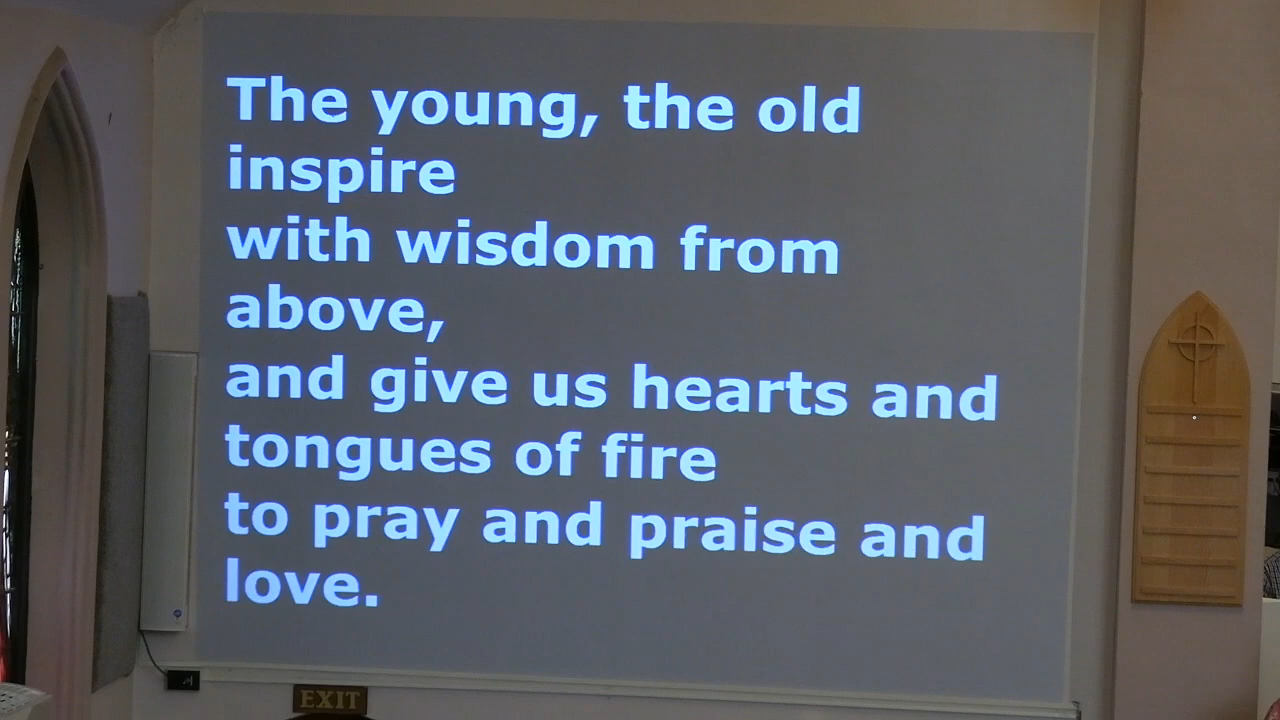 The young, the old
inspire
with wisdom from
above,
and give us hearts and
tongues of fire
to pray and praise and
love.
EXIT